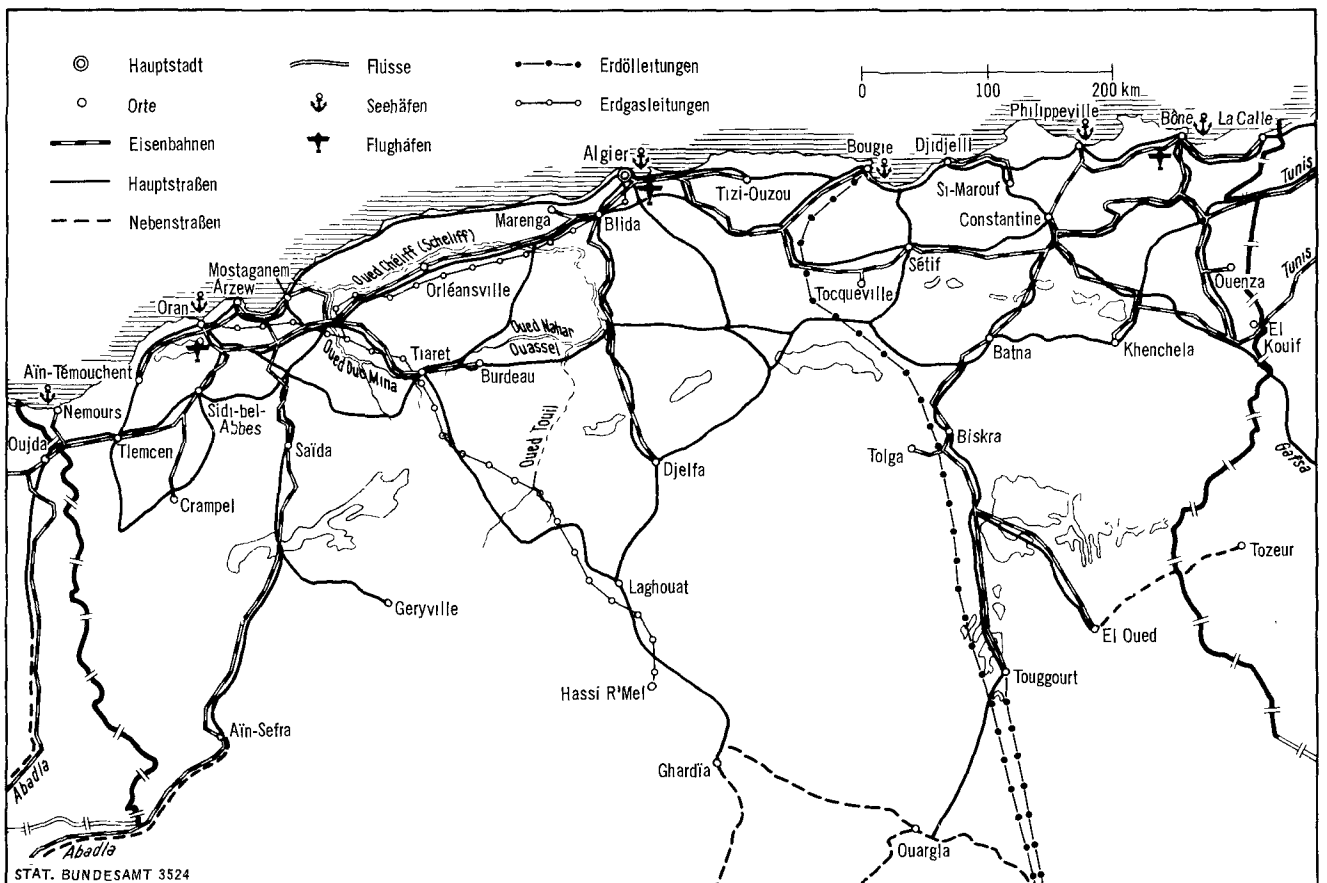 Hauptstadt
Flüsse
Erdölleitungen
Orte
Seehäfen
Erdgasleitungen
Eisenbahnen
Flughäfen
Hauptstraßen
Nebenstraßen
0 100 200 km
Philippeville
Bône
La Calle
Algier
Bougie
Djidjelli
Tizi-Ouzou
Si-Marouf
Tunis
Marenga
Blida
Constantine
Oued Chéliff (Scheliff)
Sétif
Mostaganem
Arzew
Orléansville
Tocqueville
Ouenza
Tunis
Oran
Oued Nahar
Ouassel
El
Kouif
Tiaret
Batna
Khenchela
Aïn-Témouchent
Oued Duo Mina
Burdeau
Nemours
Sidi-bel-
Abbes
Oujda
Tlemcen
Saïda
Oued Touil
Biskra
Tolga
Djelfa
Gafsa
Crampel
Tozeur
Laghouat
Geryville
El Oued
Touggourt
Hassi R'Mel
Aïn-Sefra
Ghardïa
Abadla
Ouargla
Abadla
STAT. BUNDESAMT 3524